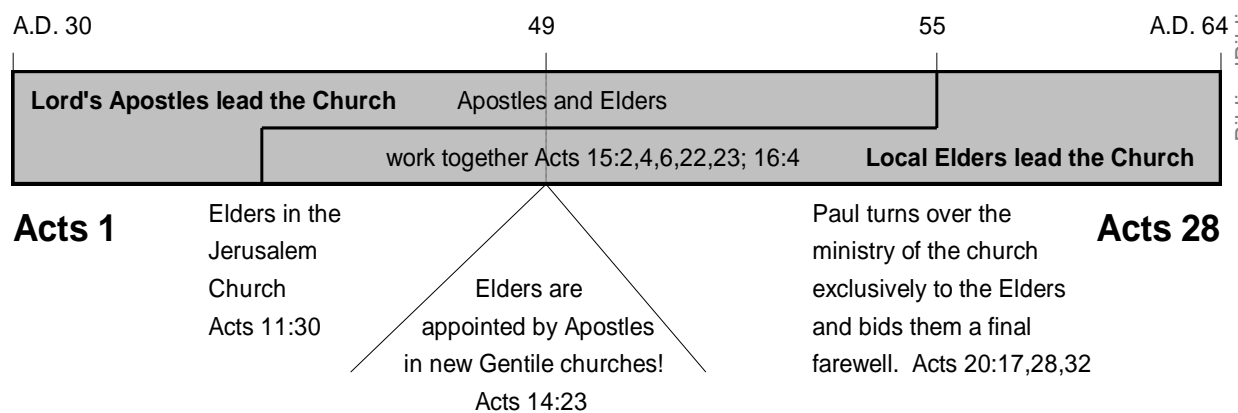 A.D. 30 49 55 A.D. 64
Lord's Apostles lead the Church Apostles and Elders
work together Acts 15:2,4,6,22,23; 16:4 Local Elders lead the Church
Acts 1
Elders in the
Jerusalem
Church
Acts 11:30
Elders are
appointed by Apostles
in new Gentile churches!
Acts 14:23
Paul turns over the
ministry of the church
exclusively to the Elders
and bids them a final
farewell. Acts 20:17,28,32
Acts 28